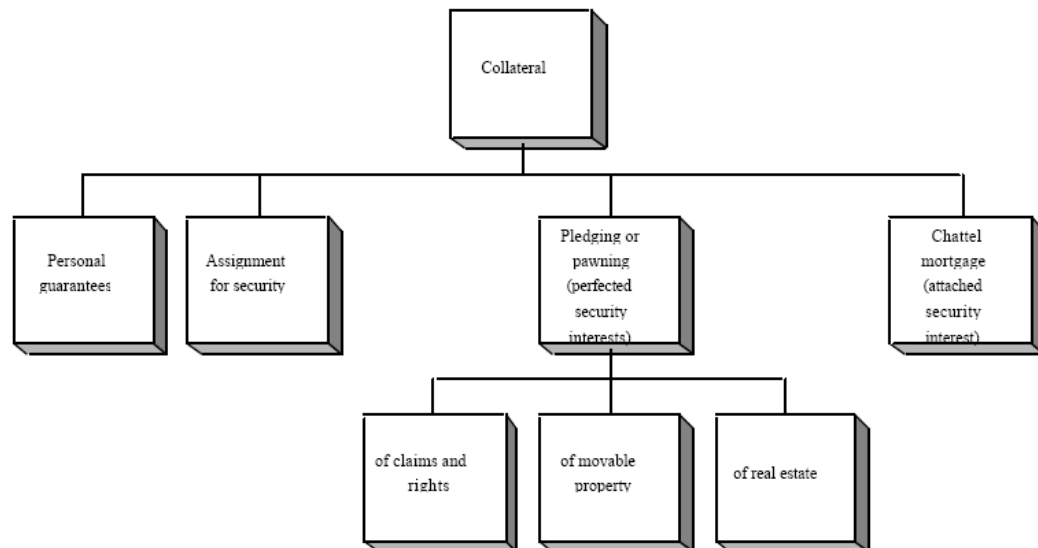 Collateral
Personal
guarantees
Assignment
for security
Pledging or
pawning
(perfected
security
interests)
Chattel
mortgage
(attached
security
interest)
of claims and
rights
of movable
property
of real estate